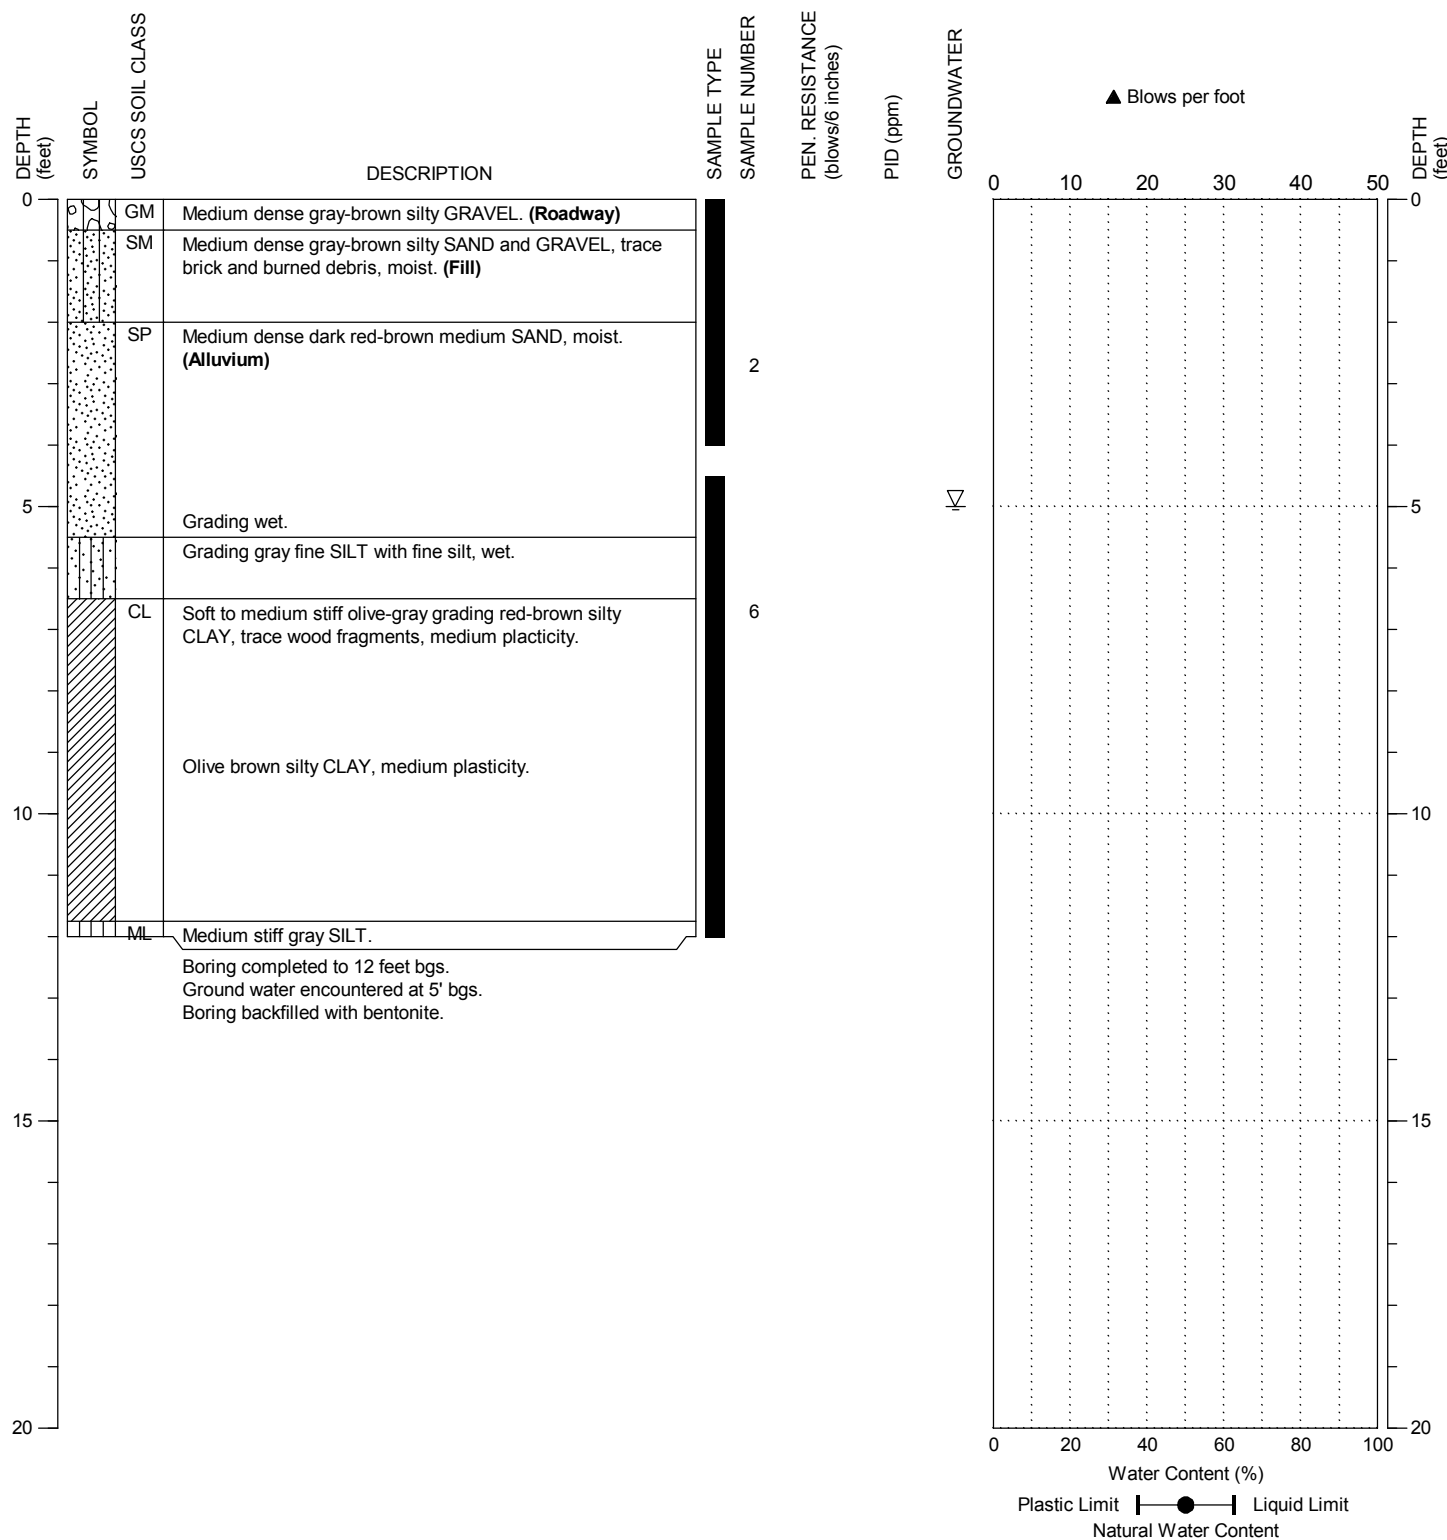 DEPTH
(feet)
SYMBOL
USCS SOIL CLASS
DESCRIPTION
SAMPLE TYPE
SAMPLE NUMBER
PEN. RESISTANCE
(blows/6 inches)
PID (ppm)
GROUNDWATER
▲ Blows per foot
DEPTH
(feet)
0 10 20 30 40 50
0
GM Medium dense gray-brown silty GRAVEL. (Roadway)
0
SM Medium dense gray-brown silty SAND and GRAVEL, trace
brick and burned debris, moist. (Fill)
SP Medium dense dark red-brown medium SAND, moist.
(Alluvium)
2
5
5
Grading wet.
Grading gray fine SILT with fine silt, wet.
CL Soft to medium stiff olive-gray grading red-brown silty
CLAY, trace wood fragments, medium placticity.
6
Olive brown silty CLAY, medium plasticity.
10
10
ML Medium stiff gray SILT.
Boring completed to 12 feet bgs.
Ground water encountered at 5' bgs.
Boring backfilled with bentonite.
15
15
20
20
0 20 40 60 80 100
Water Content (%)
Plastic Limit Liquid Limit
Natural Water Content